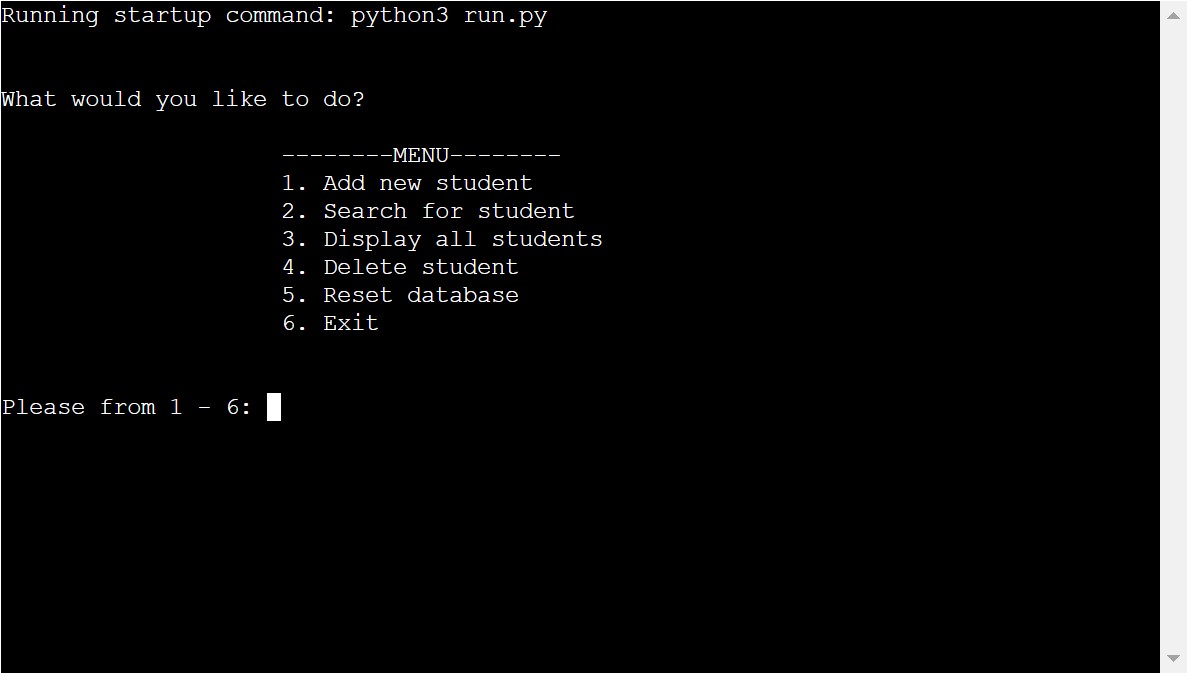 Running startup command: python3 run.py
What would you like to do?
--------MENU--------
1. Add new student
2. Search for student
3. Display all students
4. Delete student
5. Reset database
6. Exit
Please from 1 - 6: